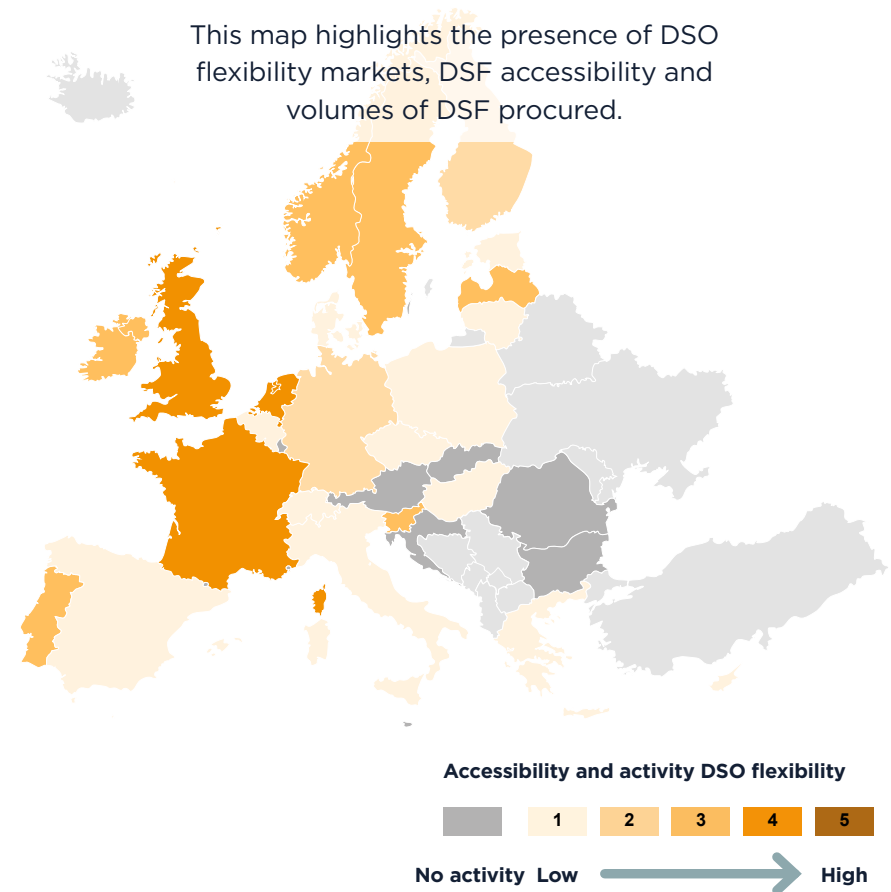 This map highlights the presence of DSO
flexibility markets, DSF accessibility and
volumes of DSF procured.
Accessibility and activity DSO flexibility
1 2 3 4 5
No activity Low High